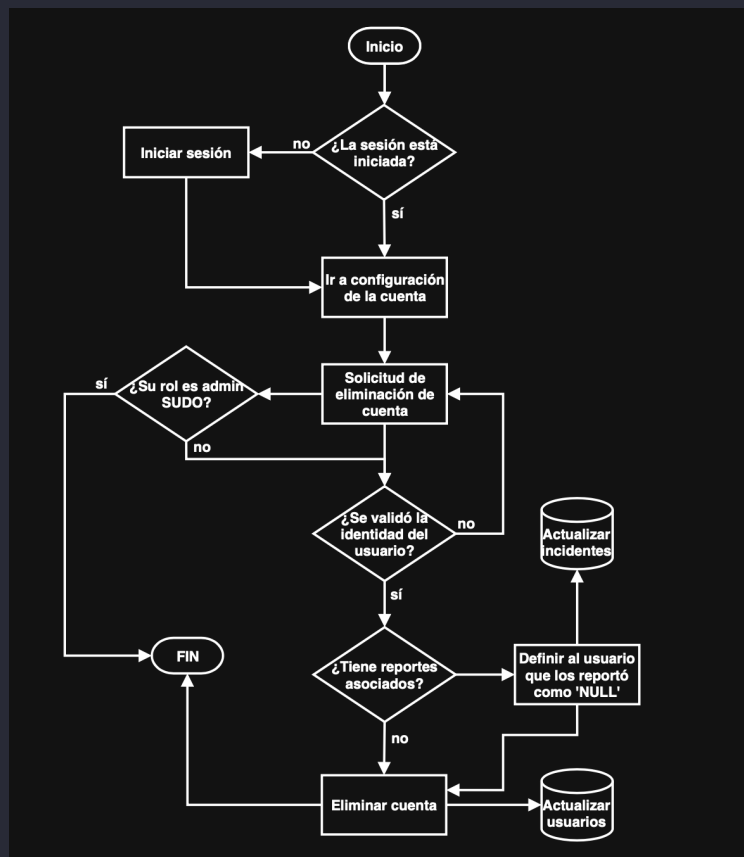 Inicio
¿La sesión está
iniciada?
no
Iniciar sesión
sí
Ir a configuración
de la cuenta
Solicitud de
eliminación de
cuenta
¿Su rol es admin
SUDO?
sí
no
¿Se validó la
identidad del
usuario?
no
sí
Actualizar
incidentes
¿Tiene reportes
asociados?
Definir al usuario
que los reportó
como 'NULL'
no
FIN
Eliminar cuenta
Actualizar
usuarios